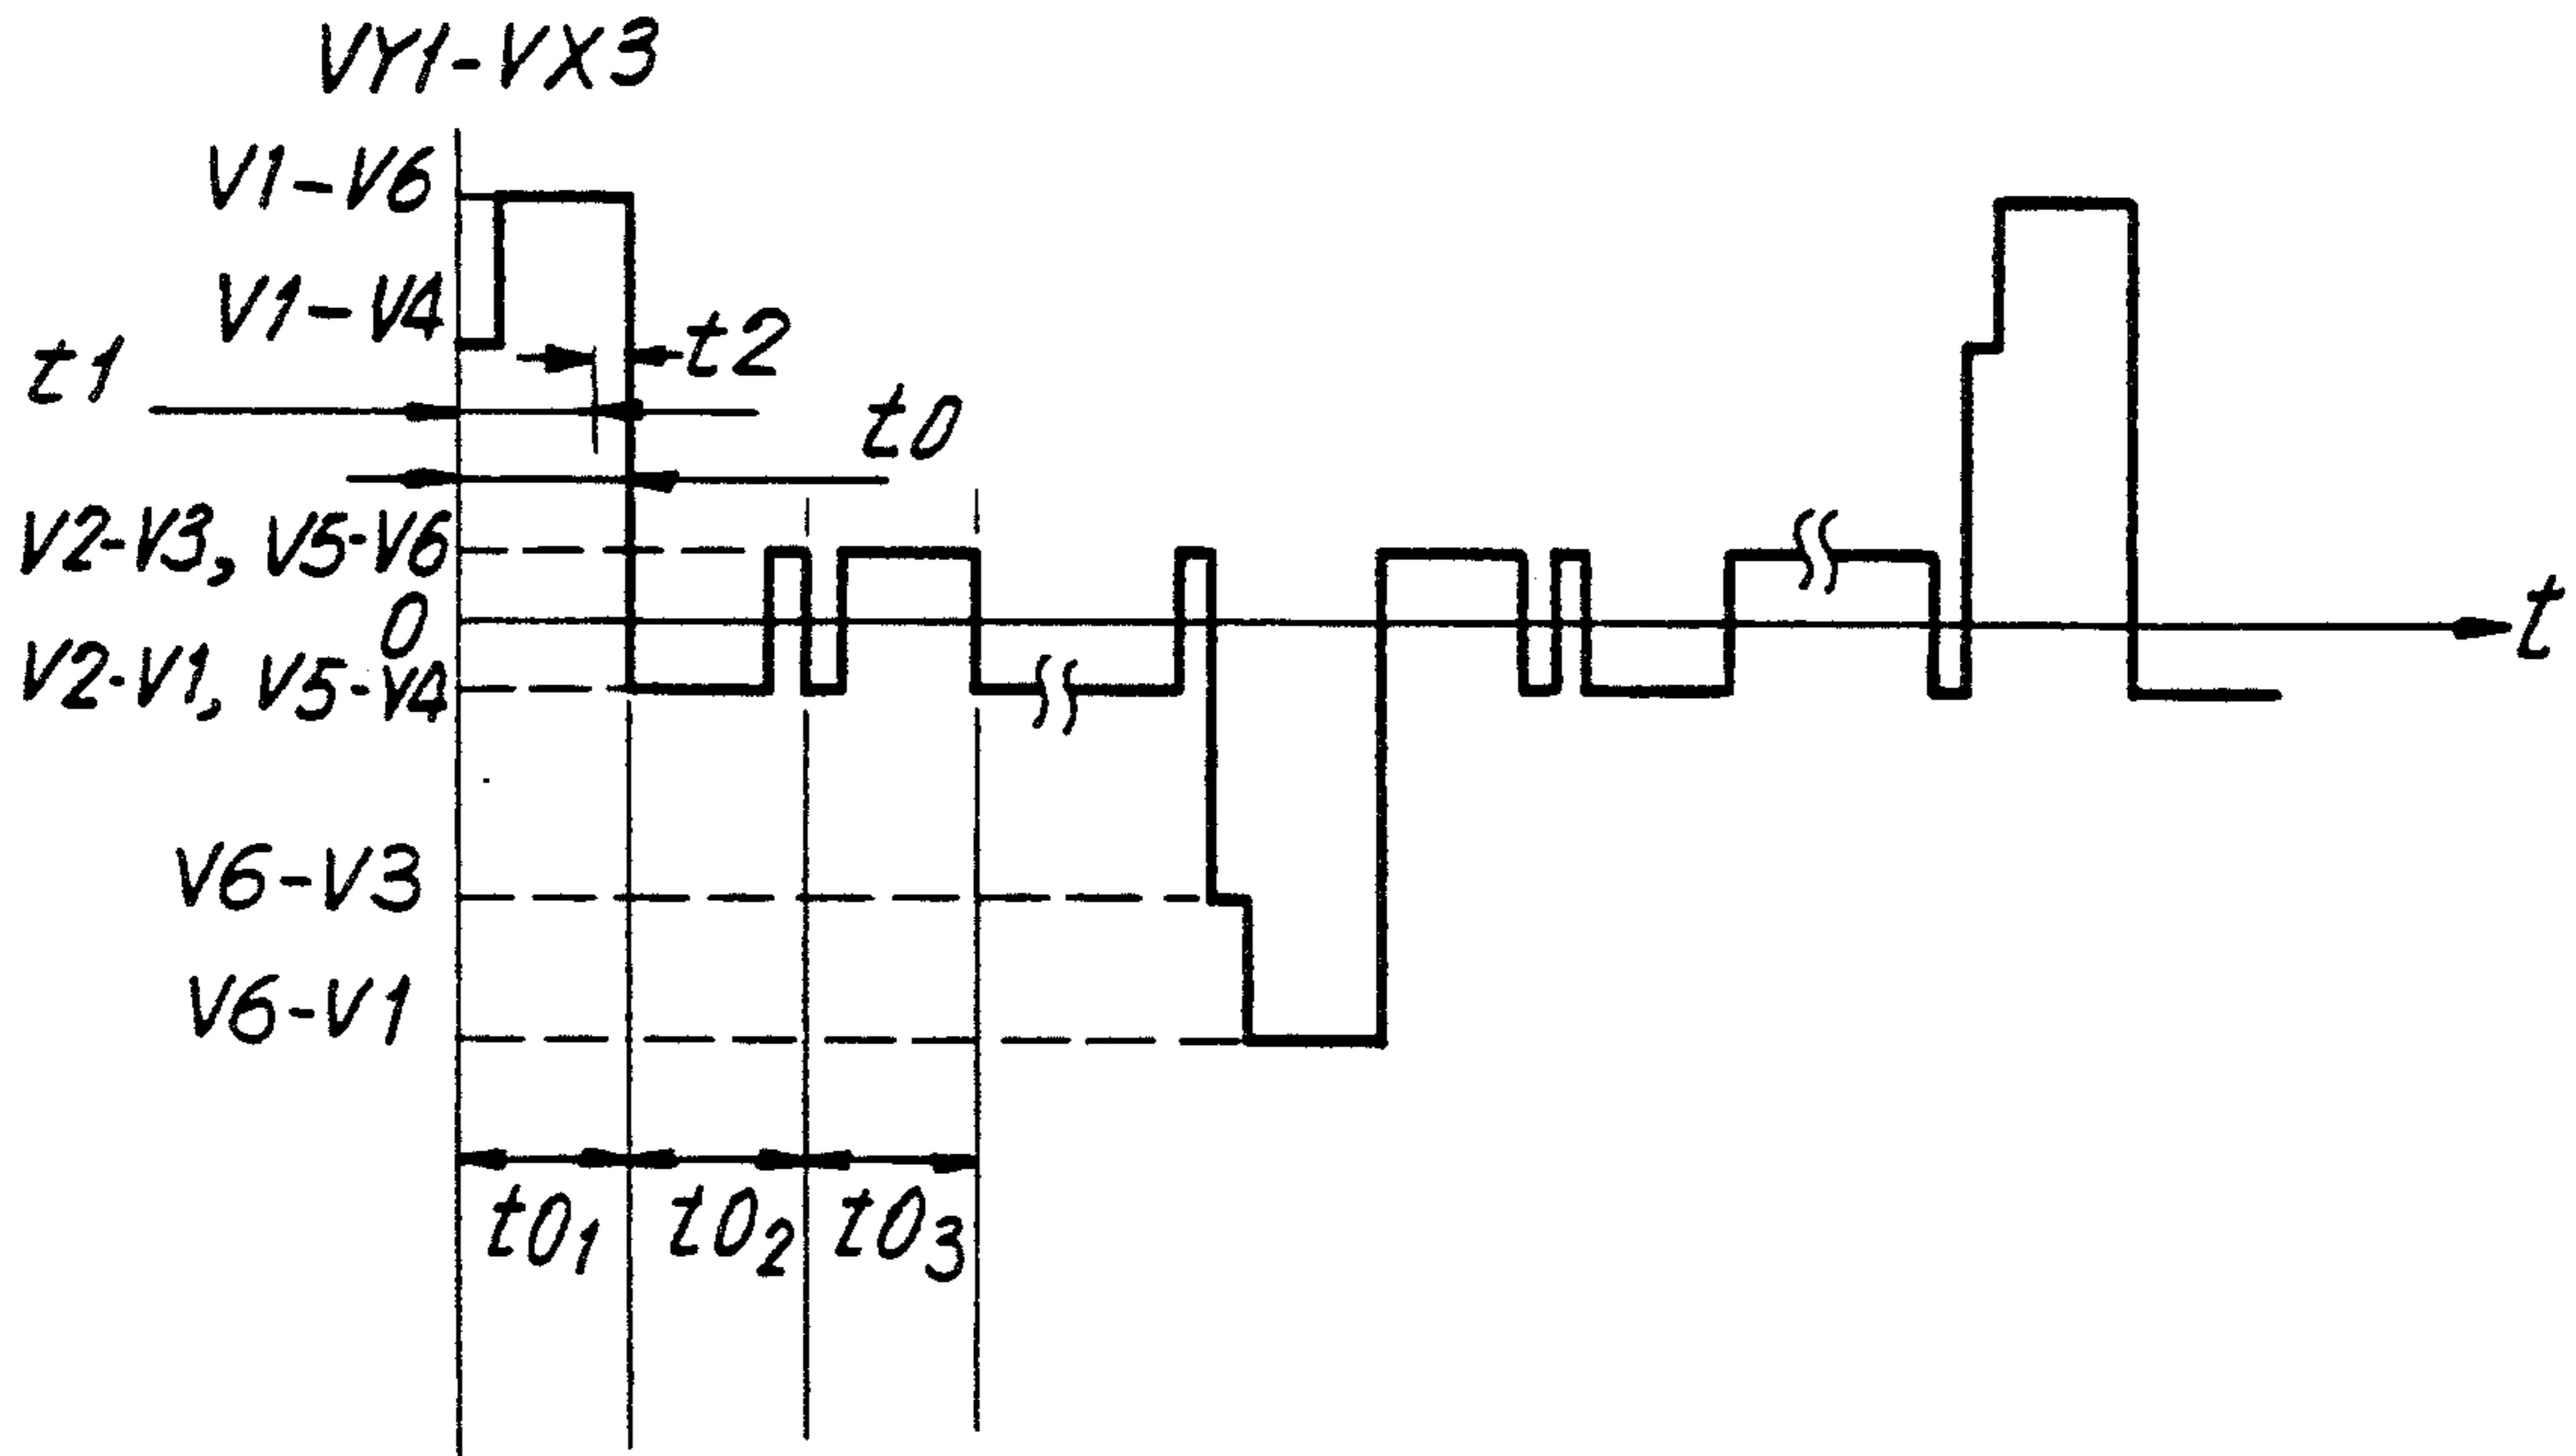 VY1-VX3
V1-V6
V1-V4
t1
t2
t0
V2-V3, V5-V6
0
V2-V1, V5-V4
t
V6-V3
V6-V1
t0₁ t0₂ t0₃